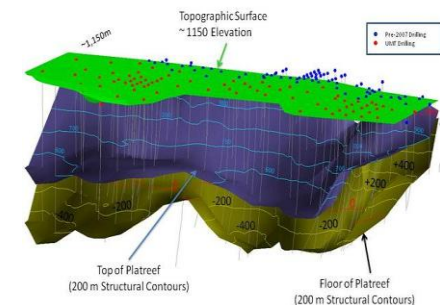 Topographic Surface
~ 1150 Elevation
Pre-2007 Drilling
UMF Drilling
~1,150m
+400
+200
-200
-400
-200
-200
-200
-400
Top of Platreef
(200 m Structural Contours)
Floor of Platreef
(200 m Structural Contours)